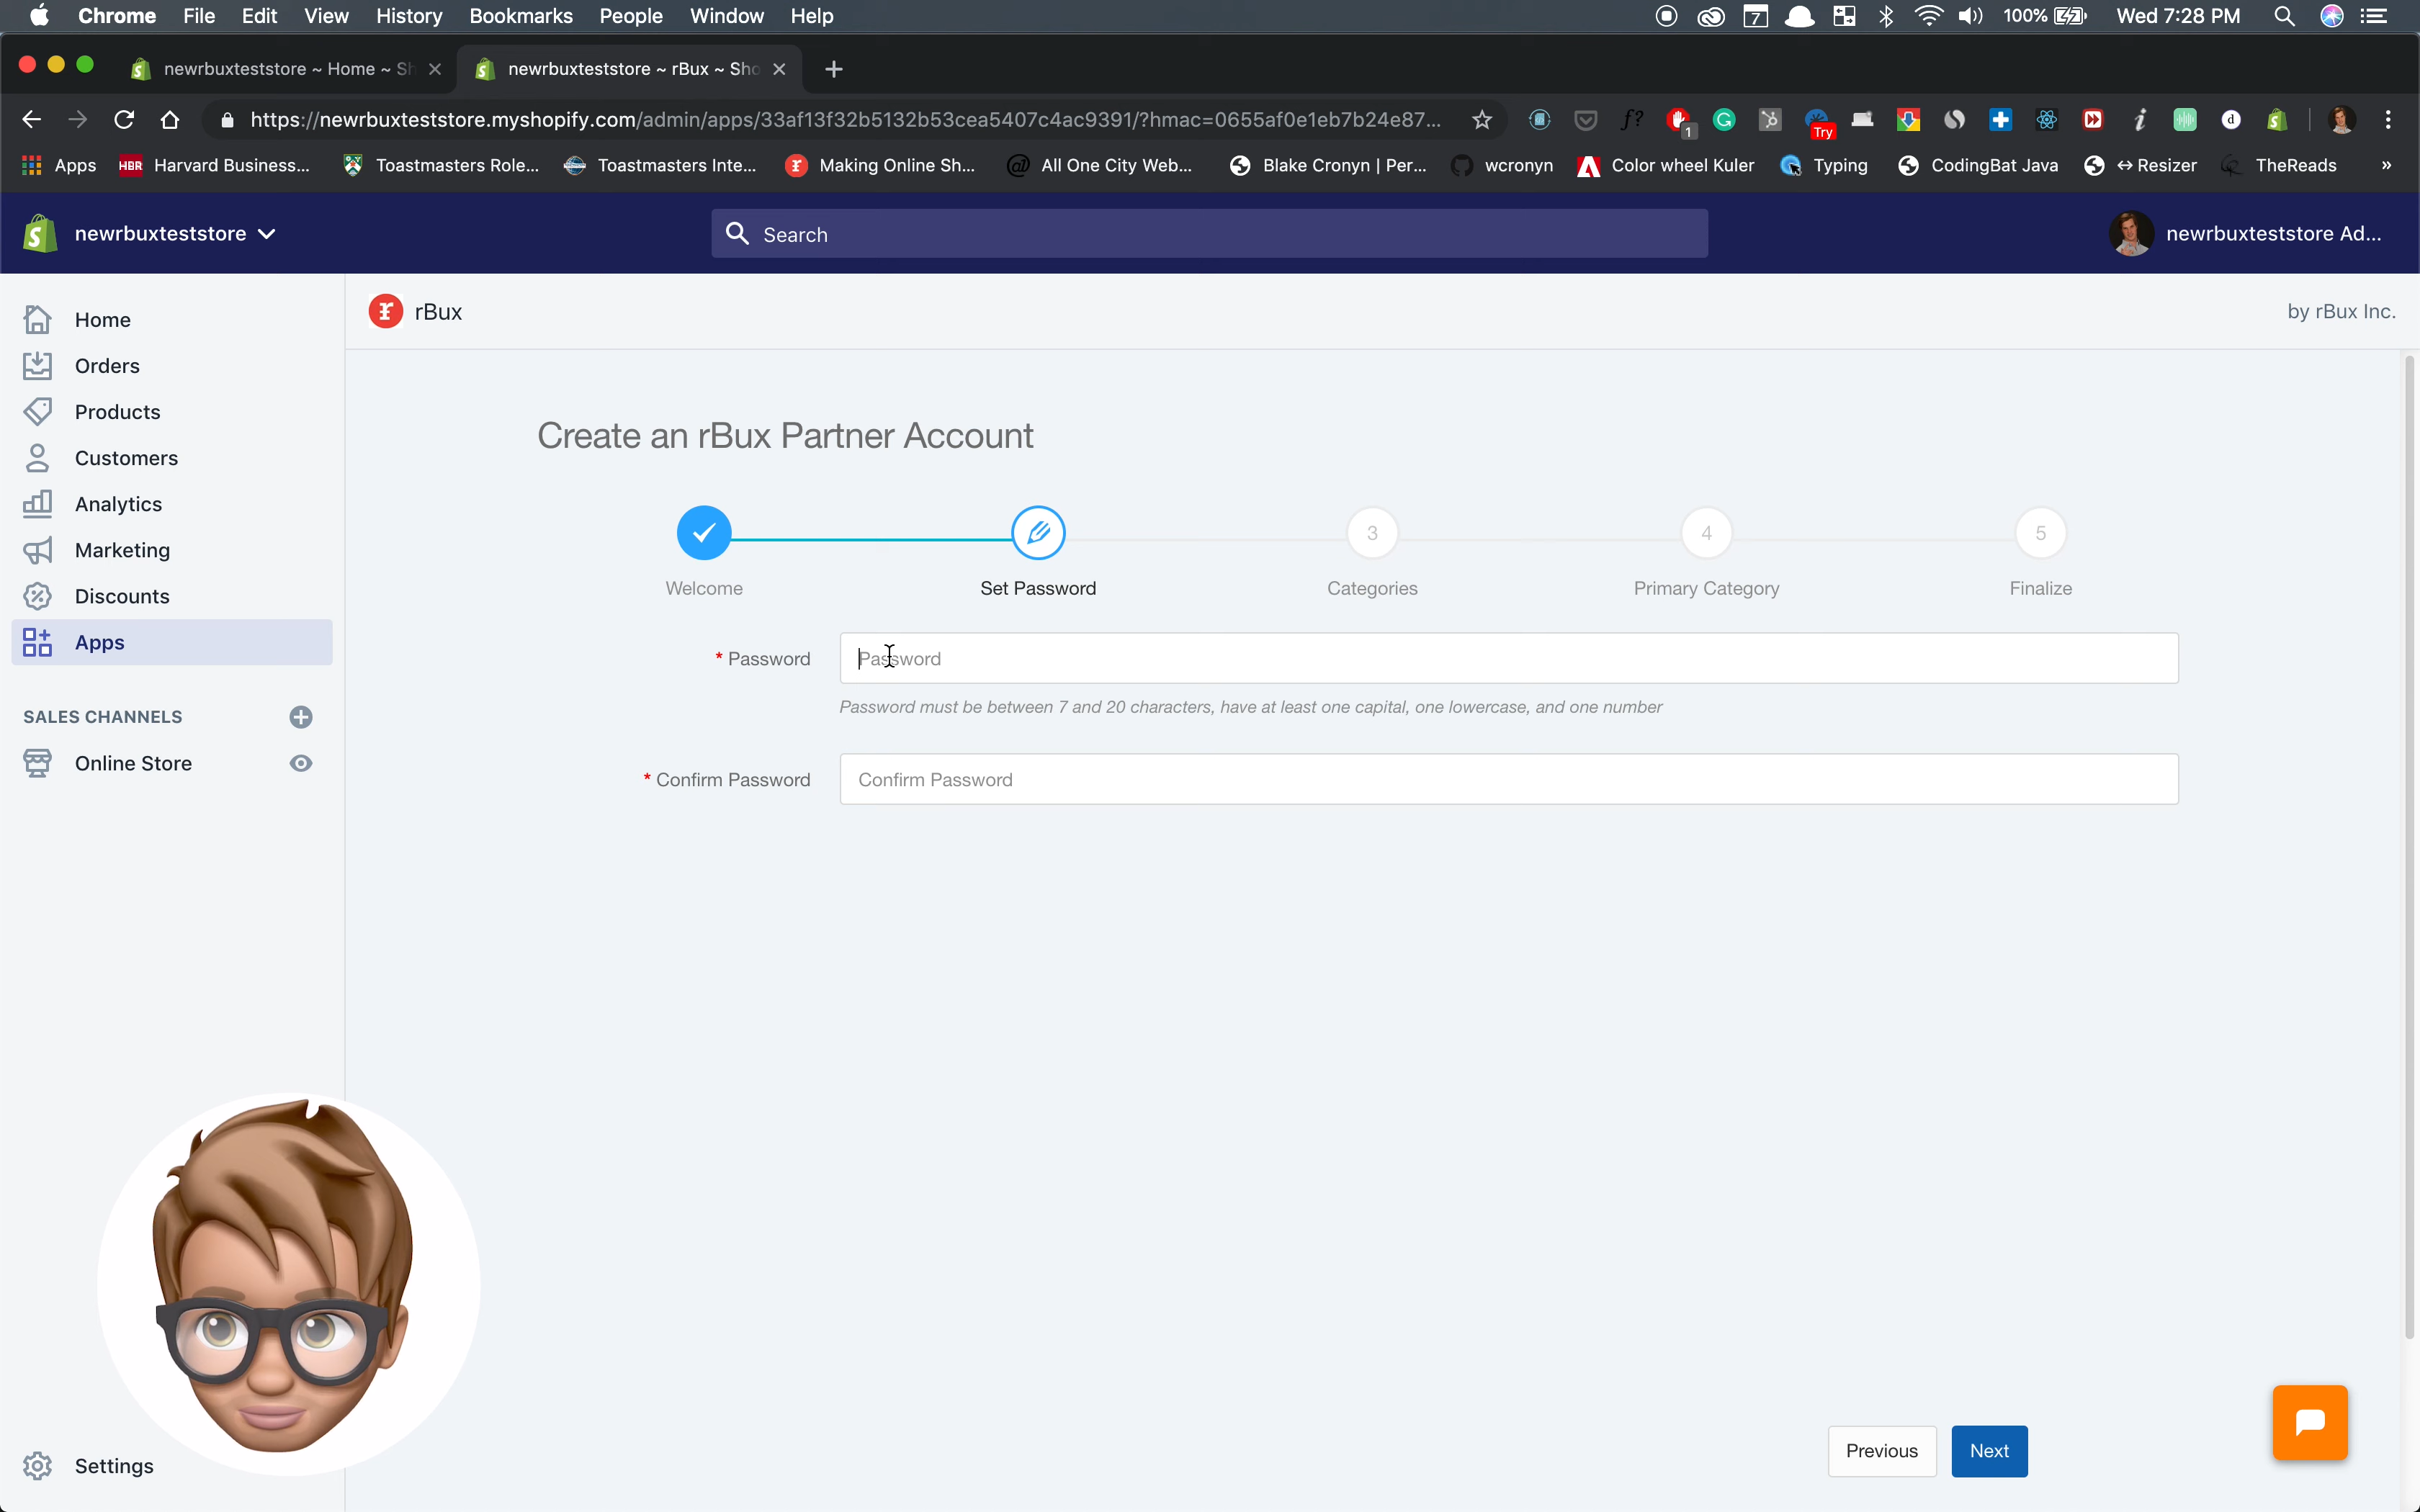 Chrome File Edit View History Bookmarks People Window Help
7 100% Wed 7:28 PM
newrbuxteststore ~ Home ~ Sh
newrbuxteststore ~ rBux ~ Sho
https://newrbuxteststore.myshopify.com/admin/apps/33af13f32b5132b53cea5407c4ac9391/?hmac=0655af0e1eb7b24e87...
f? 1 Try i d
Apps HBR Harvard Business... Toastmasters Role... Toastmasters Inte... Making Online Sh... All One City Web... Blake Cronyn | Per... wcronyn Color wheel Kuler Typing CodingBat Java ↔ Resizer TheReads »
newrbuxteststore
Search
newrbuxteststore Ad...
Home
Orders
Products
Customers
Analytics
Marketing
Discounts
Apps
SALES CHANNELS
Online Store
Settings
rBux
by rBux Inc.
Create an rBux Partner Account
3 4 5
Welcome Set Password Categories Primary Category Finalize
* Password
Password
Password must be between 7 and 20 characters, have at least one capital, one lowercase, and one number
* Confirm Password
Confirm Password
Previous
Next